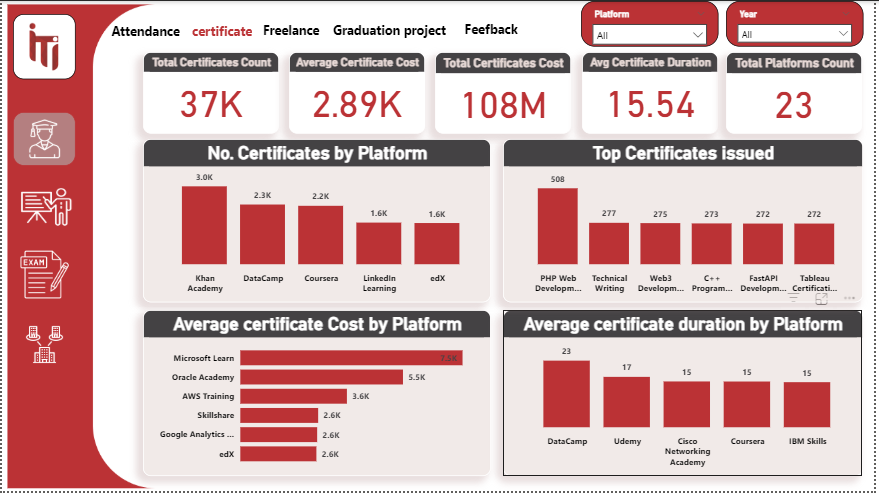 iTi
Attendance certificate Freelance Graduation project Feefback
Platform
All
Year
All
Total Certificates Count
37K
Average Certificate Cost
2.89K
Total Certificates Cost
108M
Avg Certificate Duration
15.54
Total Platforms Count
23
EXAM
No. Certificates by Platform
3.0K 2.3K 2.2K 1.6K 1.6K
Khan DataCamp Coursera LinkedIn edX
Academy Learning
Top Certificates issued
508 277 275 273 272 272
PHP Web Technical Web3 C++ FastAPI Tableau
Developm... Writing Developm... Program... Developm... Certificati...
Average certificate Cost by Platform
Microsoft Learn 7.5K
Oracle Academy 5.5K
AWS Training 3.6K
Skillshare 2.6K
Google Analytics ... 2.6K
edX 2.6K
Average certificate duration by Platform
23 17 15 15 15
DataCamp Udemy Cisco Coursera IBM Skills
Networking
Academy